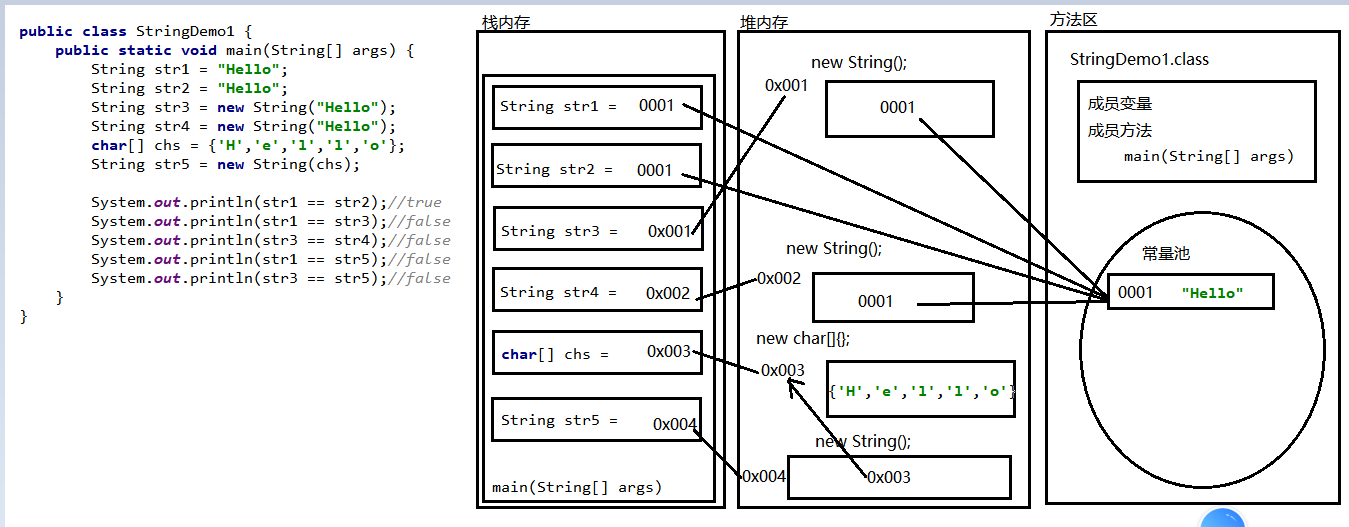 public class StringDemo1 {
public static void main(String[] args) {
String str1 = "Hello";
String str2 = "Hello";
String str3 = new String("Hello");
String str4 = new String("Hello");
char[] chs = {'H','e','l','l','o'};
String str5 = new String(chs);
System.out.println(str1 == str2);//true
System.out.println(str1 == str3);//false
System.out.println(str3 == str4);//false
System.out.println(str1 == str5);//false
System.out.println(str3 == str5);//false
}
}
栈内存
String str1 = 0001
String str2 = 0001
String str3 = 0x001
String str4 = 0x002
char[] chs = 0x003
String str5 = 0x004
main(String[] args)
堆内存
new String();
0x001
0001
new String();
0x002
0001
new char[]{};
0x003
{'H','e','l','l','o'}
new String();
0x004
0x003
方法区
StringDemo1.class
成员变量
成员方法
main(String[] args)
常量池
0001 "Hello"